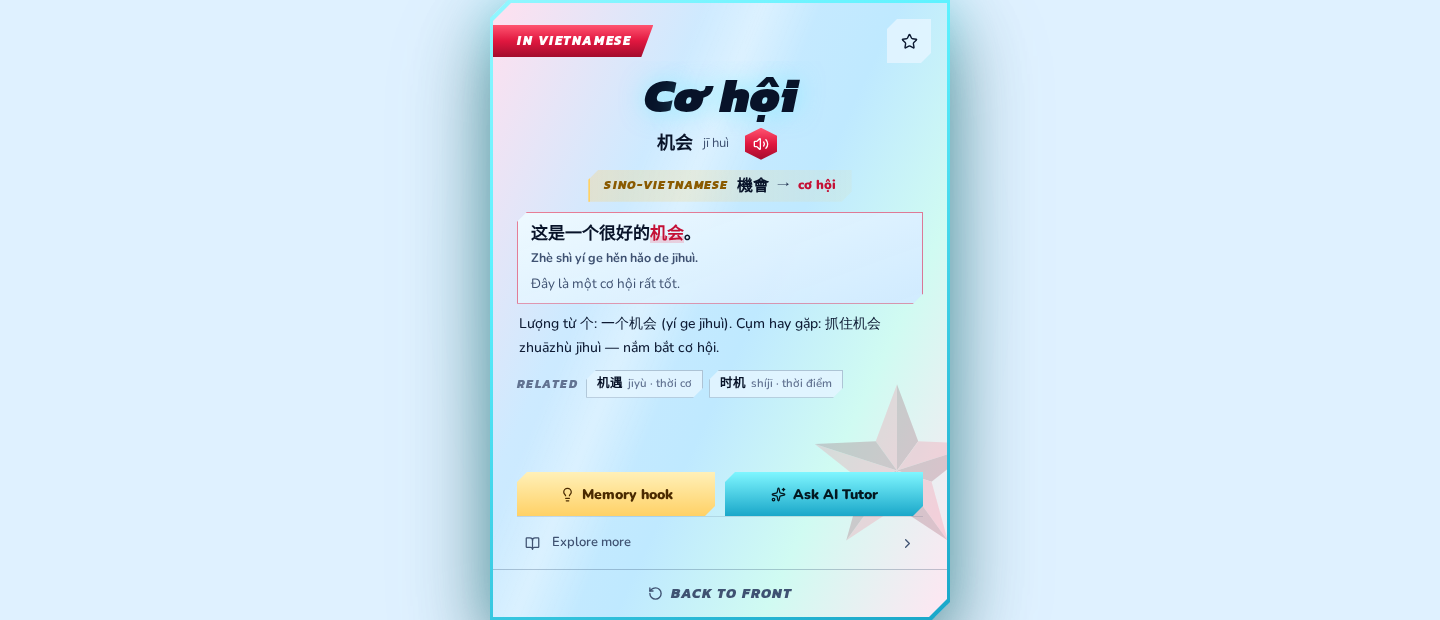 IN VIETNAMESE
Cơ hội
机会 jī huì
SINO-VIETNAMESE 機會 → cơ hội
这是一个很好的机会。
Zhè shì yí ge hěn hǎo de jīhuì.
Đây là một cơ hội rất tốt.
Lượng từ 个: 一个机会 (yí ge jīhuì). Cụm hay gặp: 抓住机会
zhuāzhù jīhuì — nắm bắt cơ hội.
RELATED 机遇 jīyù · thời cơ 时机 shíjī · thời điểm
Memory hook Ask AI Tutor
Explore more
BACK TO FRONT